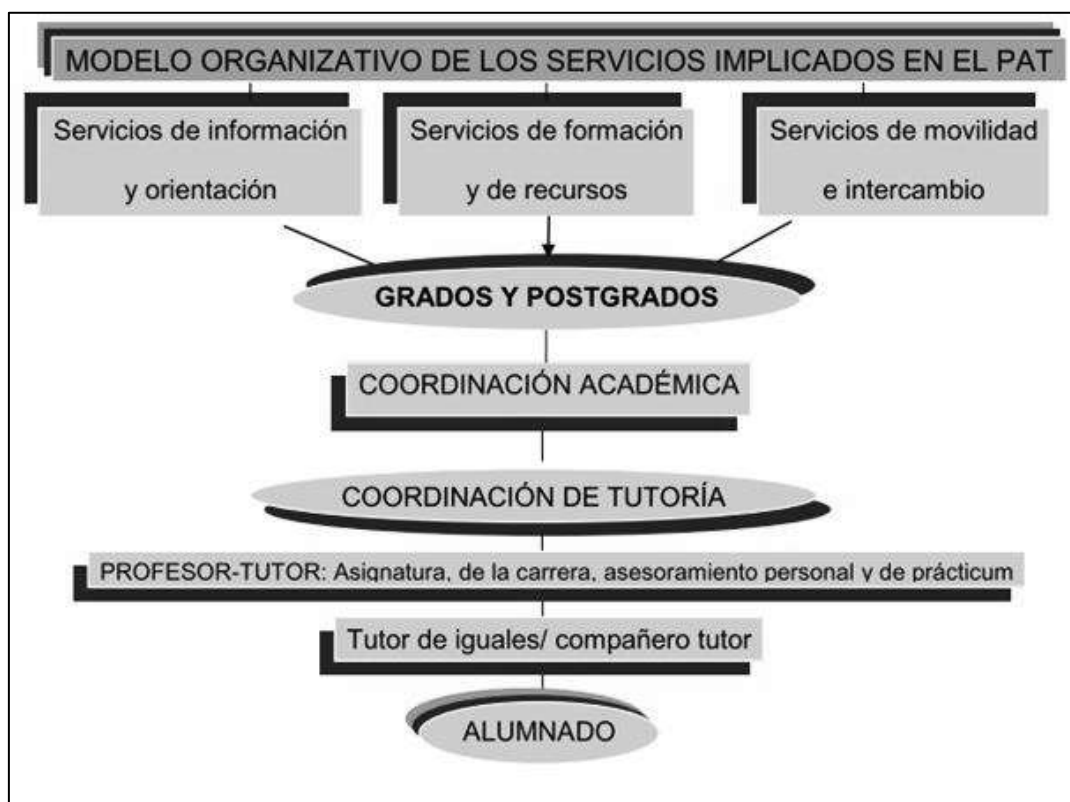 MODELO ORGANIZATIVO DE LOS SERVICIOS IMPLICADOS EN EL PAT
Servicios de información
y orientación
Servicios de formación
y de recursos
Servicios de movilidad
e intercambio
GRADOS Y POSTGRADOS
COORDINACIÓN ACADÉMICA
COORDINACIÓN DE TUTORÍA
PROFESOR-TUTOR: Asignatura, de la carrera, asesoramiento personal y de prácticum
Tutor de iguales/ compañero tutor
ALUMNADO